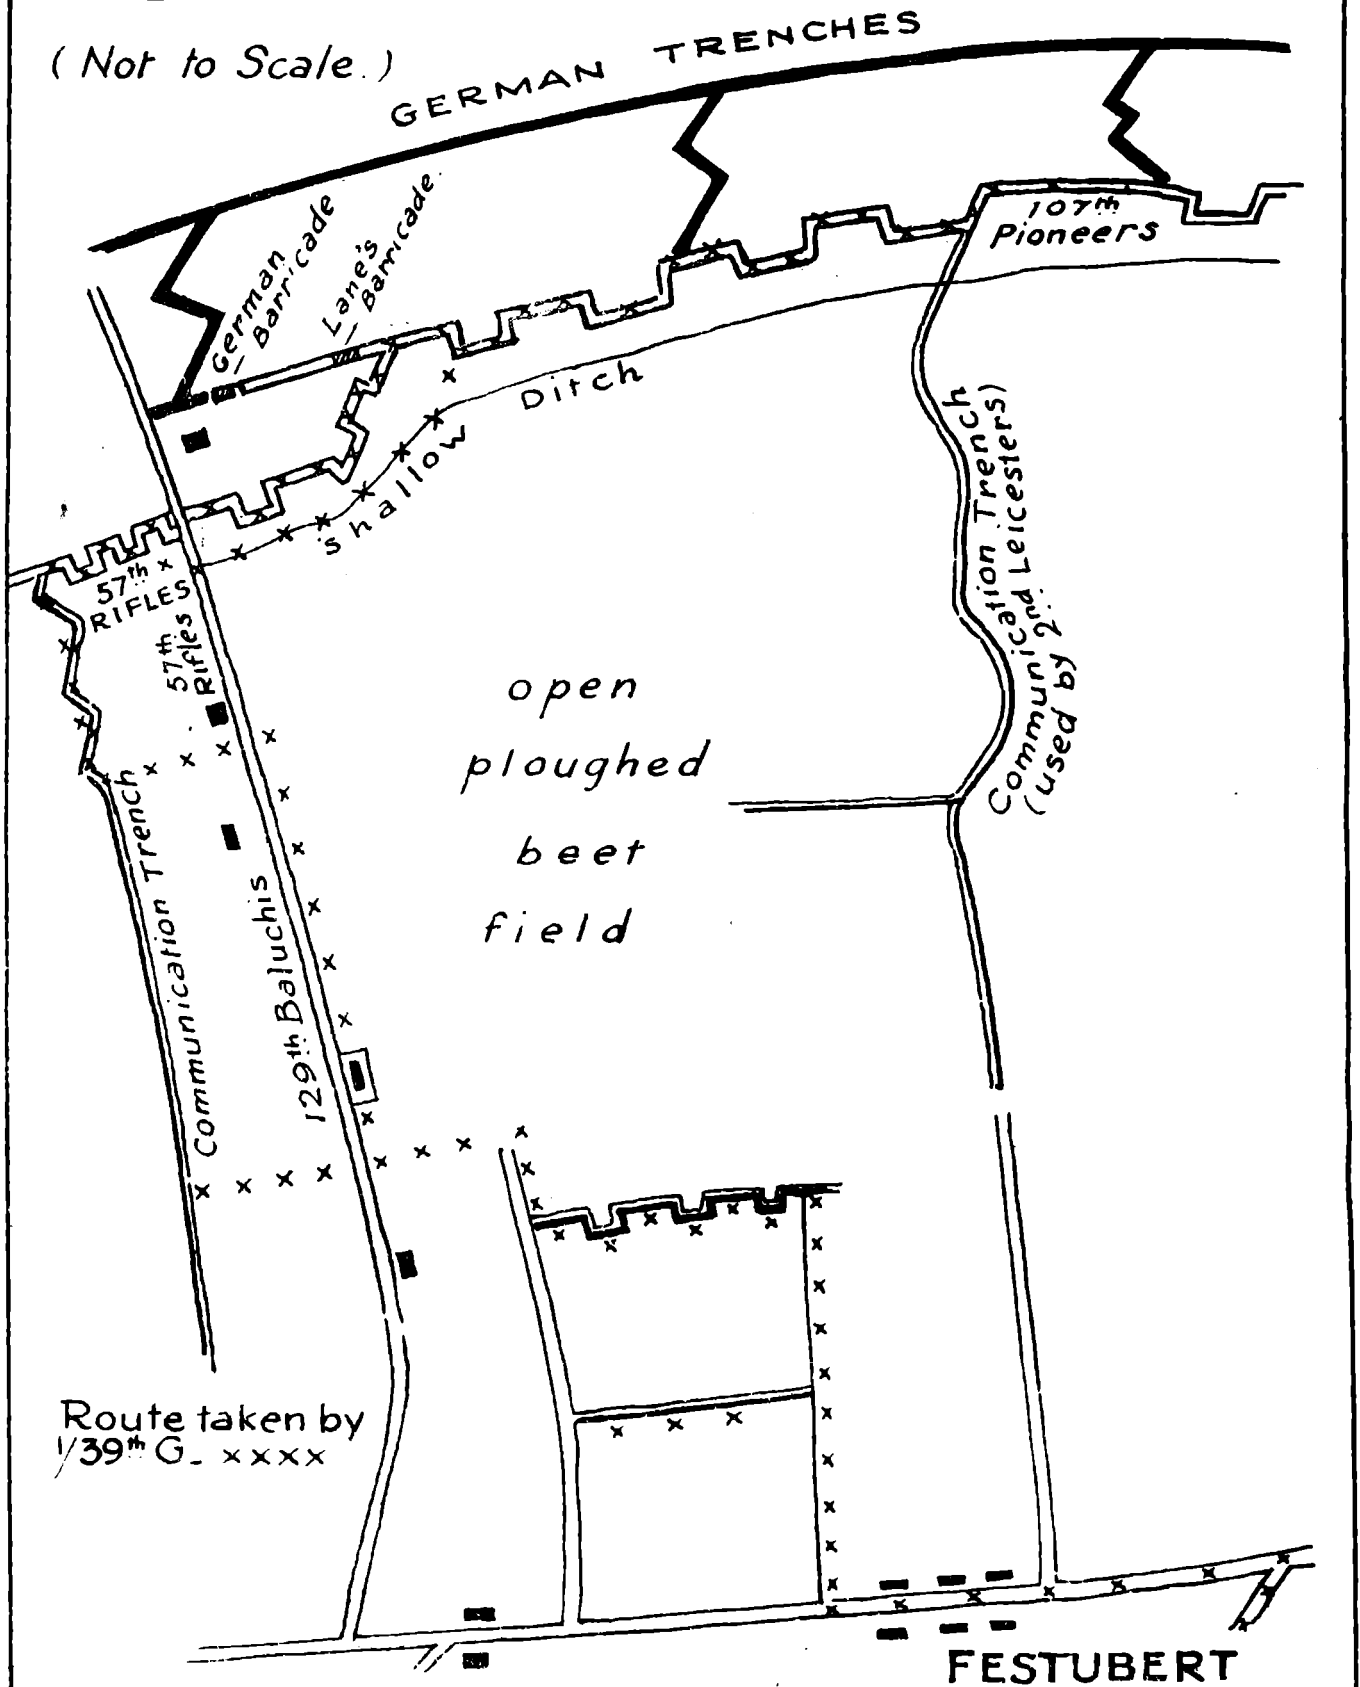 (Not to Scale.)
GERMAN TRENCHES
German
Barricade
Lane's
Barricade.
107th
Pioneers
Shallow Ditch
Communication Trench
(used by 2nd Leicesters)
57th
RIFLES
57th
Rifles
open
ploughed
beet
field
Communication Trench
129th Baluchis
Route taken by
1/39th G. xxxx
FESTUBERT